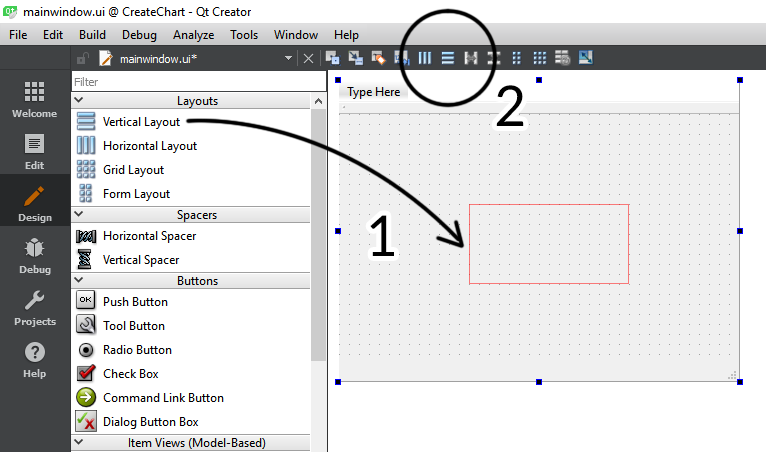 mainwindow.ui @ CreateChart - Qt Creator
File Edit Build Debug Analyze Tools Window Help
mainwindow.ui*
Filter
Type Here
Layouts
Welcome
Vertical Layout
2
Horizontal Layout
Edit
Grid Layout
Form Layout
Design
Spacers
Horizontal Spacer
1
Vertical Spacer
Debug
Buttons
OK
Push Button
Projects
Tool Button
Radio Button
Help
Check Box
Command Link Button
Dialog Button Box
Item Views (Model-Based)